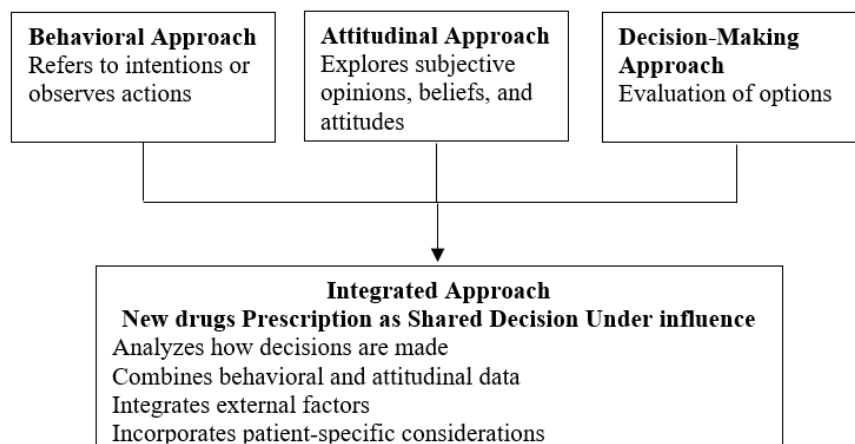 Behavioral Approach
Refers to intentions or
observes actions
Attitudinal Approach
Explores subjective
opinions, beliefs, and
attitudes
Decision-Making
Approach
Evaluation of options
Integrated Approach
New drugs Prescription as Shared Decision Under influence
Analyzes how decisions are made
Combines behavioral and attitudinal data
Integrates external factors
Incorporates patient-specific considerations